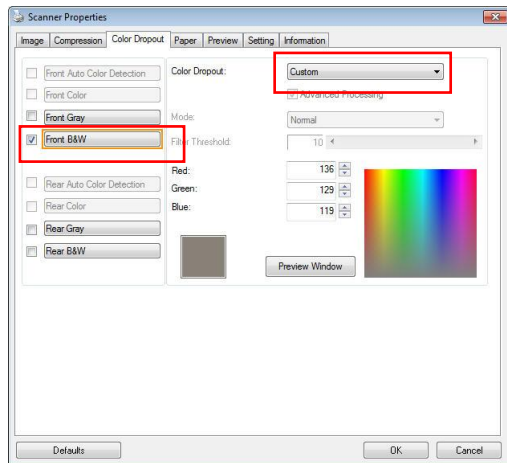 Scanner Properties
Image Compression Color Dropout Paper Preview Setting Information
Front Auto Color Detection
Front Color
Front Gray
Front B&W
Rear Auto Color Detection
Rear Color
Rear Gray
Rear B&W
Color Dropout: Custom
Advanced Processing
Mode: Normal
Filter Threshold: 10
Red: 136
Green: 129
Blue: 119
Preview Window
Defaults OK Cancel